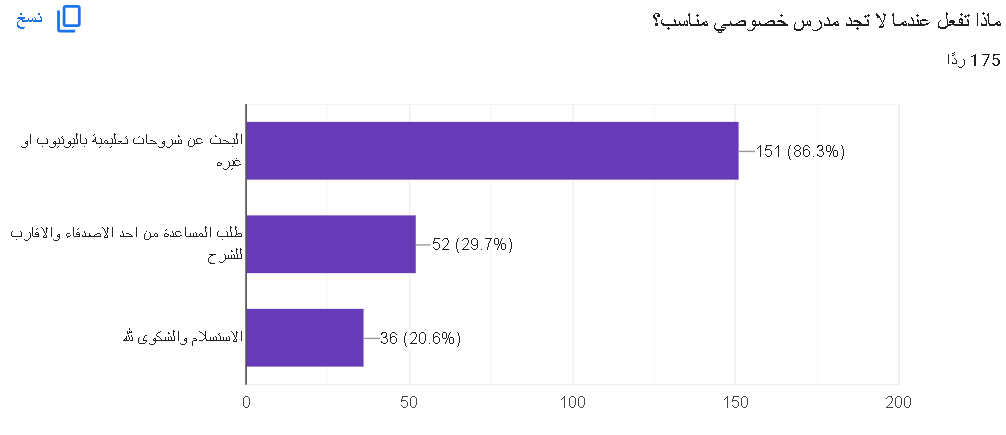 ماذا تفعل عندما لا تجد مدرس خصوصي مناسب؟
نسخ
175 ردًا
البحث عن شروحات تعليمية باليوتيوب او
غيره
151 (86.3%)
طلب المساعدة من احد الاصدقاء والاقارب
للشرح
52 (29.7%)
الاستسلام والشكوى لله
36 (20.6%)
0
50
100
150
200